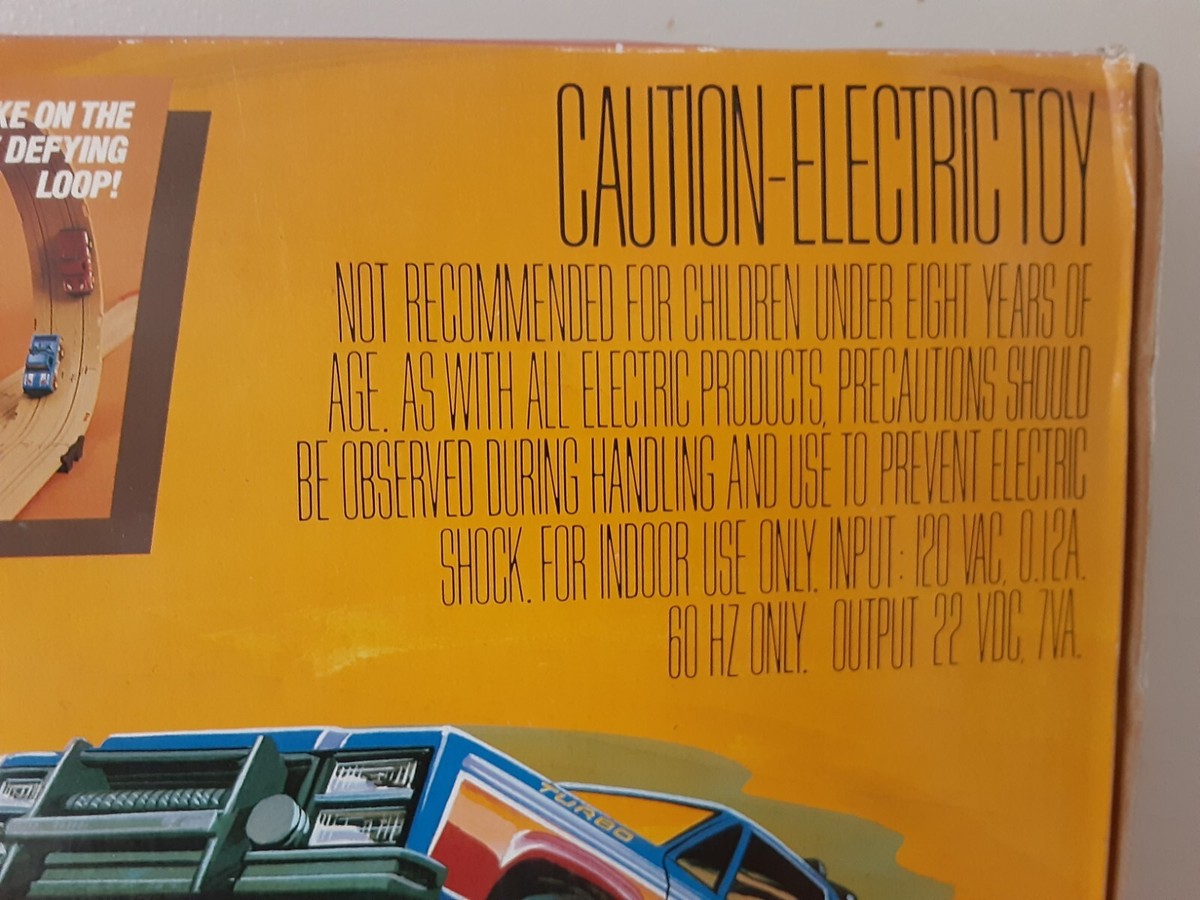 KE ON THE
DEFYING
LOOP!
CAUTION-ELECTRIC TOY
NOT RECOMMENDED FOR CHILDREN UNDER EIGHT YEARS OF
AGE. AS WITH ALL ELECTRIC PRODUCTS, PRECAUTIONS SHOULD
BE OBSERVED DURING HANDLING AND USE TO PREVENT ELECTRIC
SHOCK. FOR INDOOR USE ONLY. INPUT: 120 VAC, 0.12A.
60 HZ ONLY. OUTPUT 22 VDC, 7VA.
TURBO